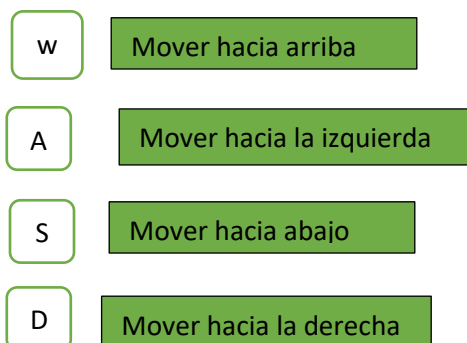 w
Mover hacia arriba
A
Mover hacia la izquierda
S
Mover hacia abajo
D
Mover hacia la derecha